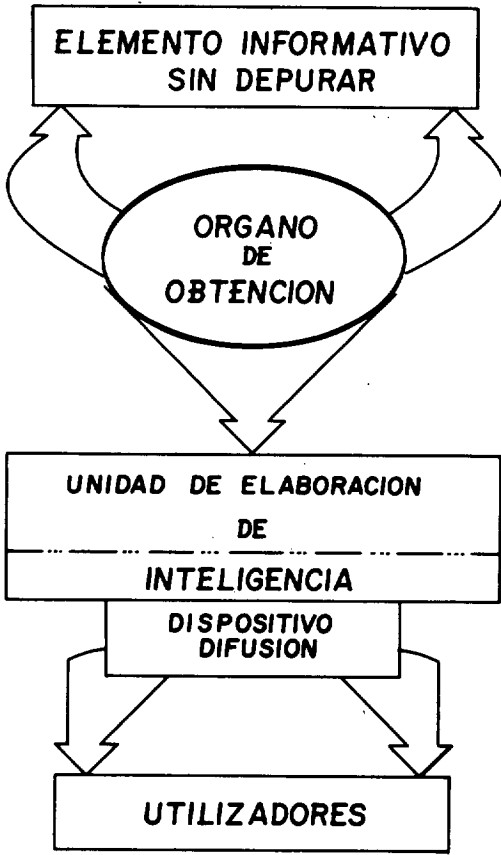 ELEMENTO INFORMATIVO
SIN DEPURAR
ORGANO
DE
OBTENCION
UNIDAD DE ELABORACION
DE
INTELIGENCIA
DISPOSITIVO
DIFUSION
UTILIZADORES